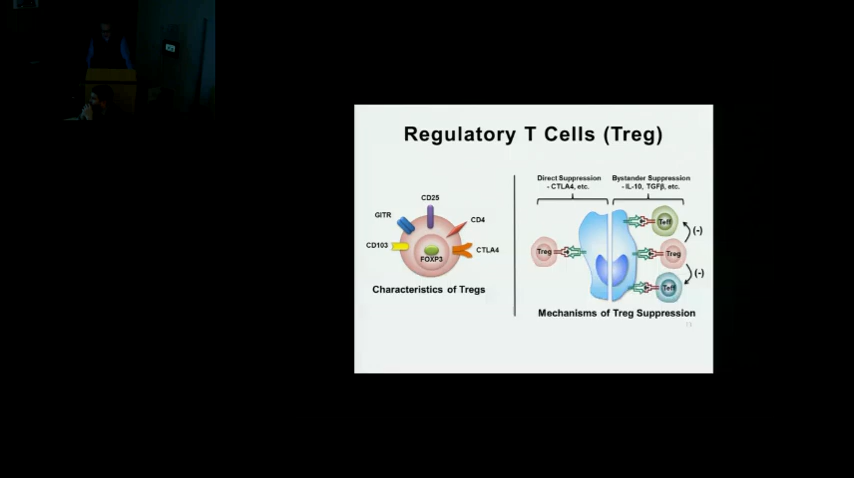 Regulatory T Cells (Treg)
CD25
GITR
CD4
CD103
CTLA4
FOXP3
Characteristics of Tregs
Direct Suppression
- CTLA4, etc.
Bystander Suppression
- IL-10, TGFβ, etc.
Teff
(-)
Treg
Treg
(-)
Teff
Mechanisms of Treg Suppression
15